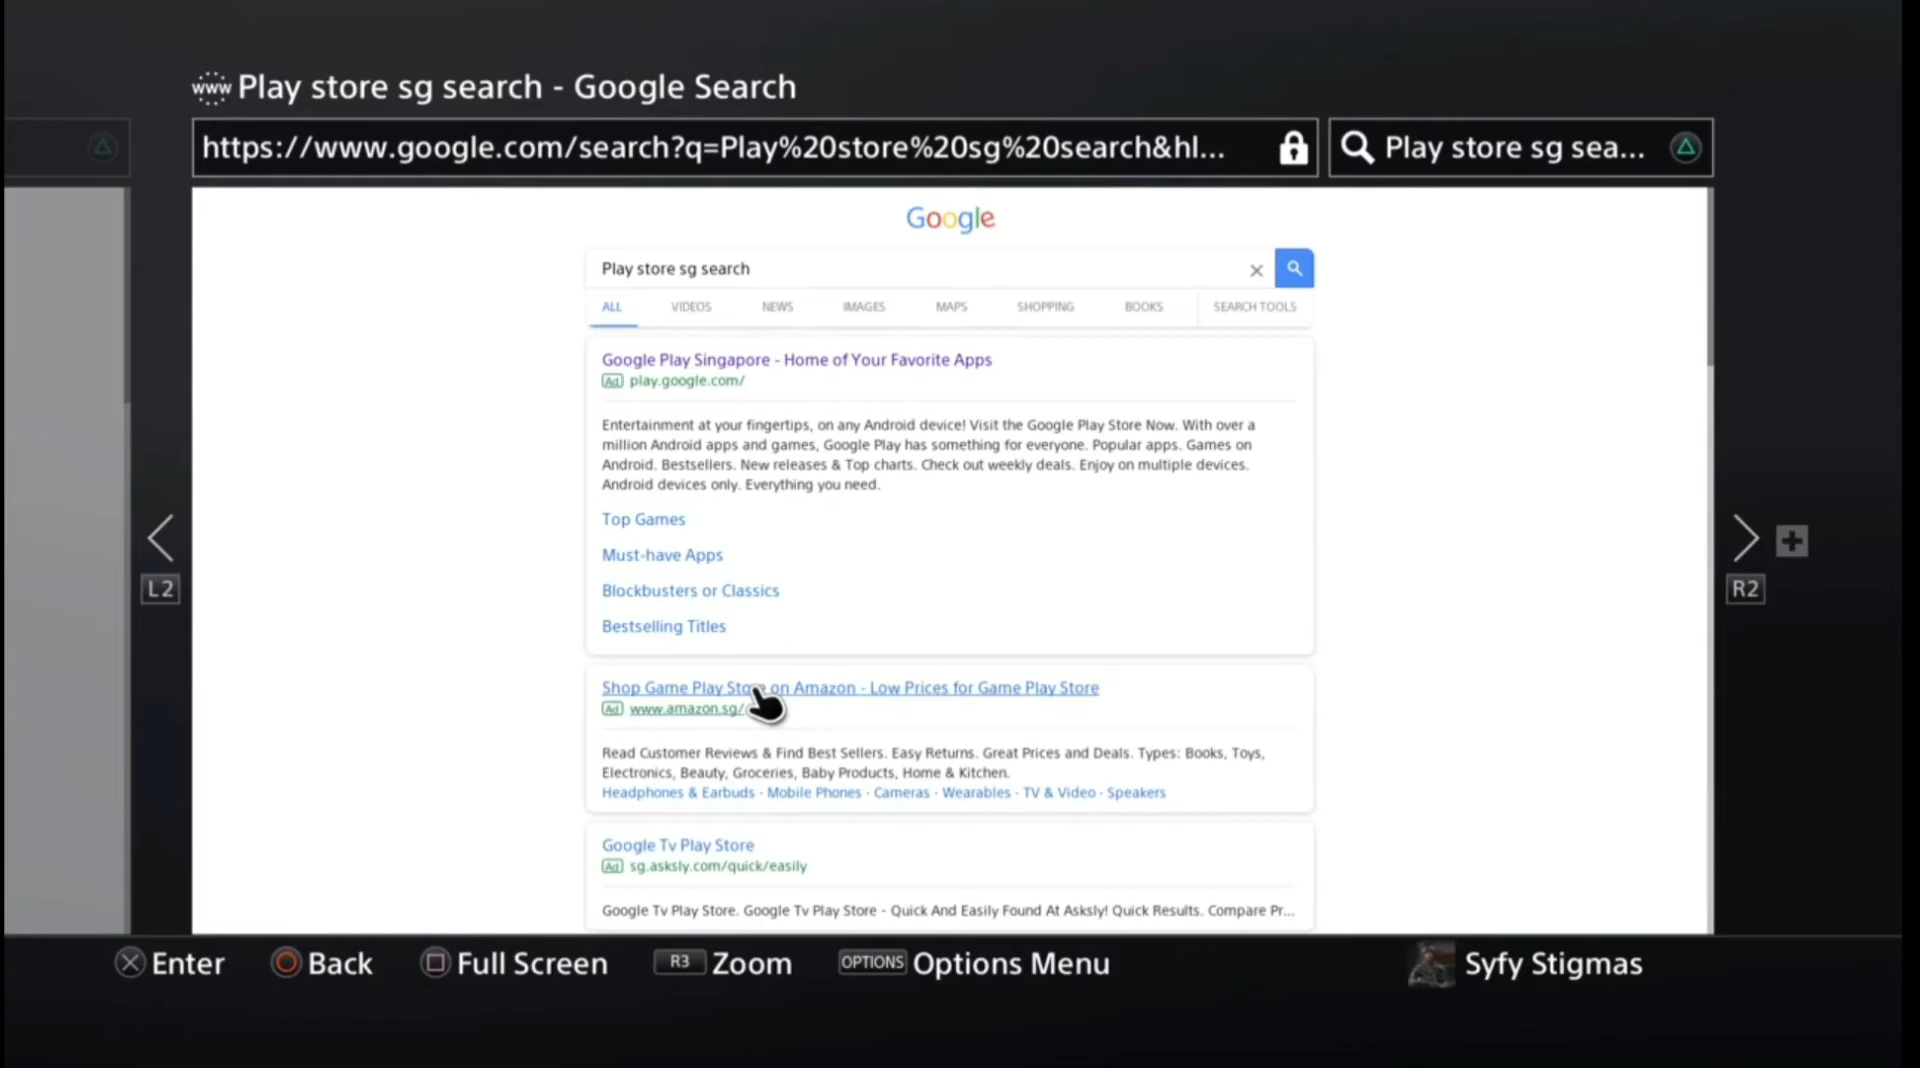 www Play store sg search - Google Search
https://www.google.com/search?q=Play%20store%20sg%20search&hl...
Play store sg sea...
Google
Play store sg search
ALL VIDEOS NEWS IMAGES MAPS SHOPPING BOOKS SEARCH TOOLS
Google Play Singapore - Home of Your Favorite Apps
Ad play.google.com/
Entertainment at your fingertips, on any Android device! Visit the Google Play Store Now. With over a
million Android apps and games, Google Play has something for everyone. Popular apps. Games on
Android. Bestsellers. New releases & Top charts. Check out weekly deals. Enjoy on multiple devices.
Android devices only. Everything you need.
Top Games
Must-have Apps
Blockbusters or Classics
Bestselling Titles
L2
R2
Shop Game Play Store on Amazon - Low Prices for Game Play Store
Ad www.amazon.sg/
Read Customer Reviews & Find Best Sellers. Easy Returns. Great Prices and Deals. Types: Books, Toys,
Electronics, Beauty, Groceries, Baby Products, Home & Kitchen.
Headphones & Earbuds · Mobile Phones · Cameras · Wearables · TV & Video · Speakers
Google Tv Play Store
Ad sg.asksly.com/quick/easily
Google Tv Play Store. Google Tv Play Store - Quick And Easily Found At Asksly! Quick Results. Compare Pr...
Enter Back Full Screen R3 Zoom OPTIONS Options Menu Syfy Stigmas